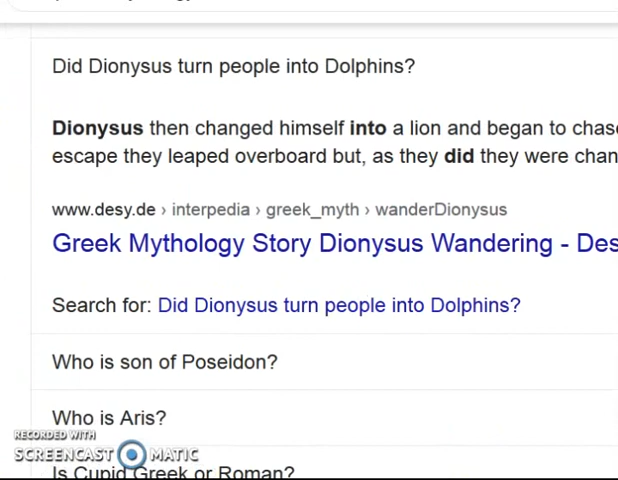 Did Dionysus turn people into Dolphins?
Dionysus then changed himself into a lion and began to chas
escape they leaped overboard but, as they did they were chan
www.desy.de › interpedia › greek_myth › wanderDionysus
Greek Mythology Story Dionysus Wandering - Des
Search for: Did Dionysus turn people into Dolphins?
Who is son of Poseidon?
Who is Aris?
RECORDED WITH
SCREENCAST MATIC
Is Cupid Greek or Roman?